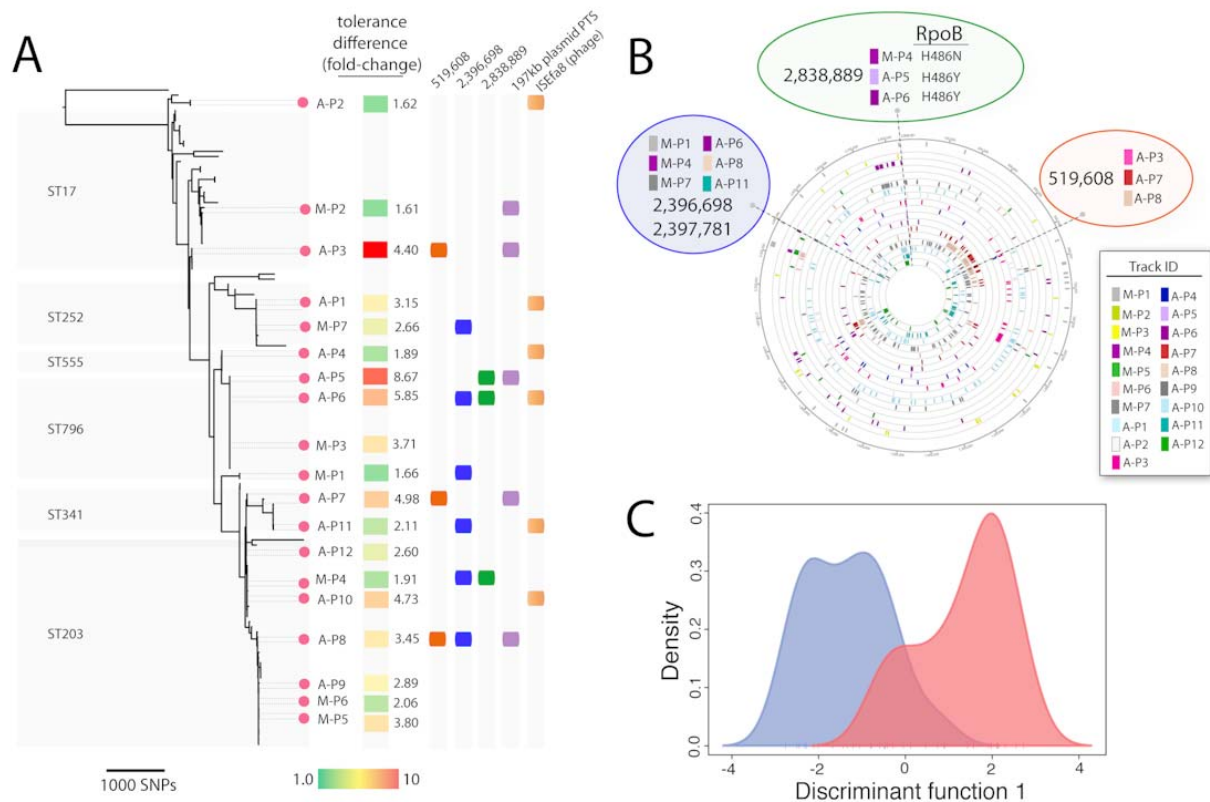 A
tolerance
difference
(fold-change)
519,608
2,396,698
2,838,889
197kb plasmid PTS
ISEfa8 (phage)
A-P2 1.62
ST17
M-P2 1.61
A-P3 4.40
A-P1 3.15
ST252
M-P7 2.66
A-P4 1.89
ST555
A-P5 8.67
A-P6 5.85
ST796
M-P3 3.71
M-P1 1.66
A-P7 4.98
ST341
A-P11 2.11
A-P12 2.60
M-P4 1.91
A-P10 4.73
ST203
A-P8 3.45
A-P9 2.89
M-P6 2.06
M-P5 3.80
1000 SNPs
1.0 10
B
RpoB
M-P4 H486N
2,838,889 A-P5 H486Y
A-P6 H486Y
M-P1 A-P6
M-P4 A-P8
M-P7 A-P11
2,396,698
2,397,781
A-P3
519,608 A-P7
A-P8
Track ID
M-P1 A-P4
M-P2 A-P5
M-P3 A-P6
M-P4 A-P7
M-P5 A-P8
M-P6 A-P9
M-P7 A-P10
A-P1 A-P11
A-P2 A-P12
A-P3
C
Density
0.4
0.3
0.2
0.1
0.0
-4 -2 0 2 4
Discriminant function 1